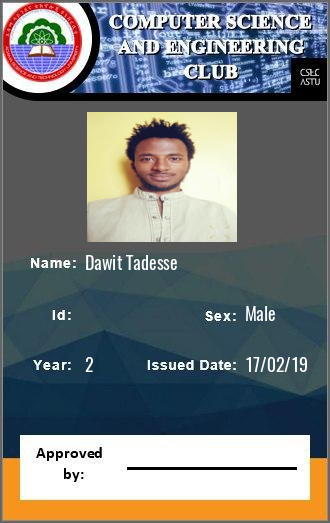 COMPUTER SCIENCE
AND ENGINEERING
CLUB
CSEC
ASTU
Name: Dawit Tadesse
Id: Sex: Male
Year: 2 Issued Date: 17/02/19
Approved
by: